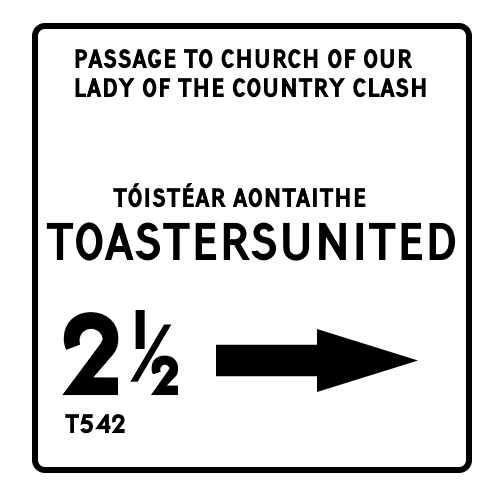 PASSAGE TO CHURCH OF OUR
LADY OF THE COUNTRY CLASH
TÓISTÉAR AONTAITHE
TOASTERSUNITED
2½
T542